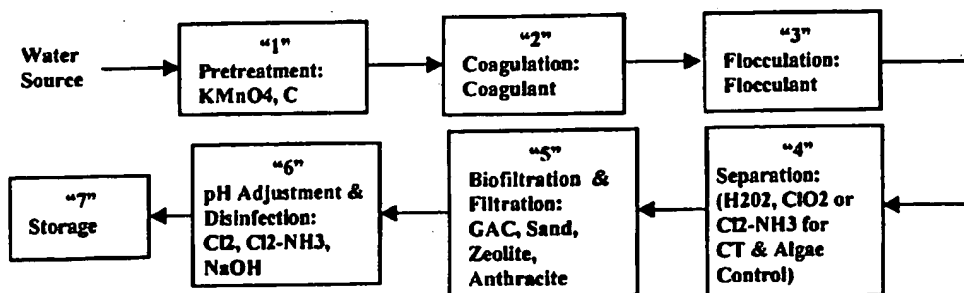 Water
Source
“1”
Pretreatment:
KMnO4, C
“2”
Coagulation:
Coagulant
“3”
Flocculation:
Flocculant
“4”
Separation:
(H202, ClO2 or
Cl2-NH3 for
CT & Algae
Control)
“5”
Biofiltration &
Filtration:
GAC, Sand,
Zeolite,
Anthracite
“6”
pH Adjustment &
Disinfection:
Cl2, Cl2-NH3,
NaOH
“7”
Storage